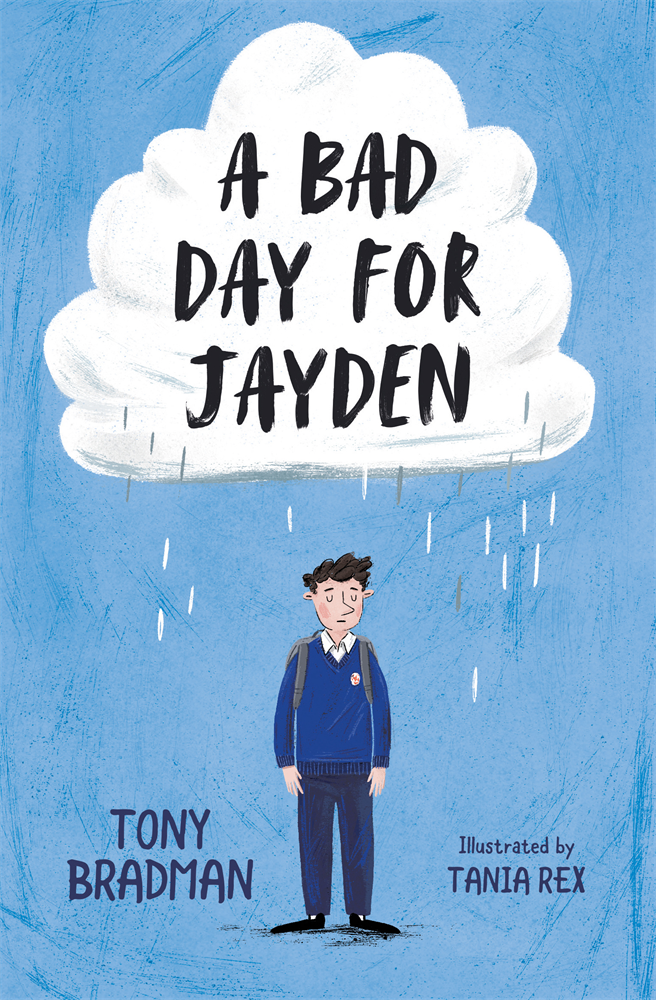 A BAD
DAY FOR
JAYDEN
TONY
BRADMAN
Illustrated by
TANIA REX